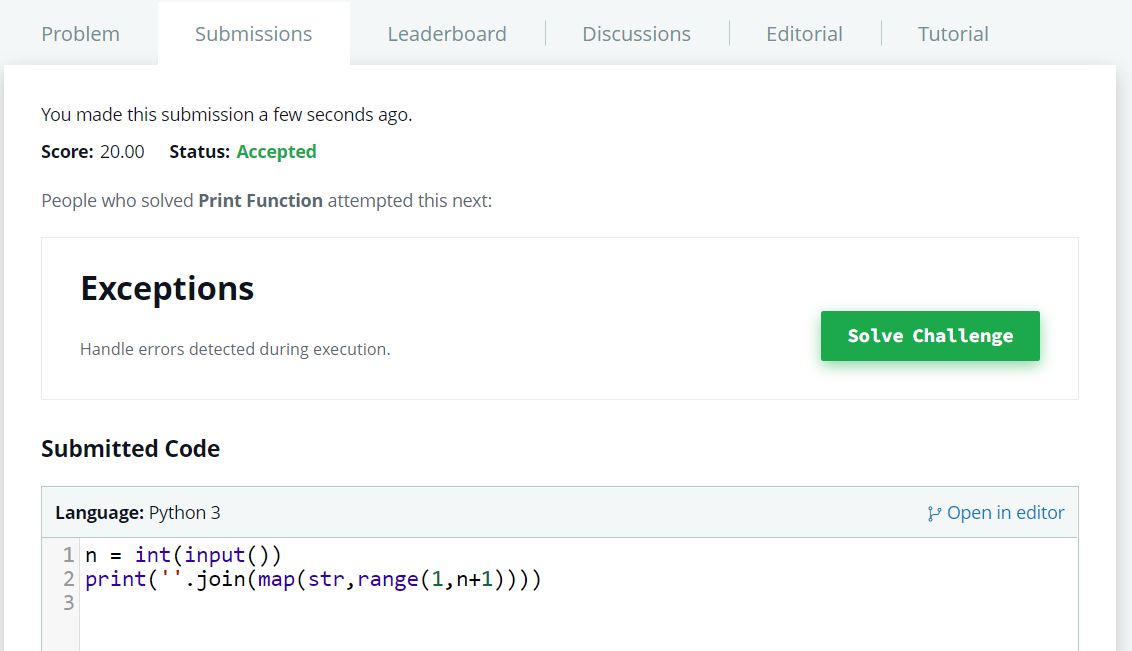 Problem Submissions Leaderboard Discussions Editorial Tutorial
You made this submission a few seconds ago.
Score: 20.00 Status: Accepted
People who solved Print Function attempted this next:
Exceptions
Solve Challenge
Handle errors detected during execution.
Submitted Code
Language: Python 3 Open in editor
1 n = int(input())
2 print(''.join(map(str,range(1,n+1))))
3